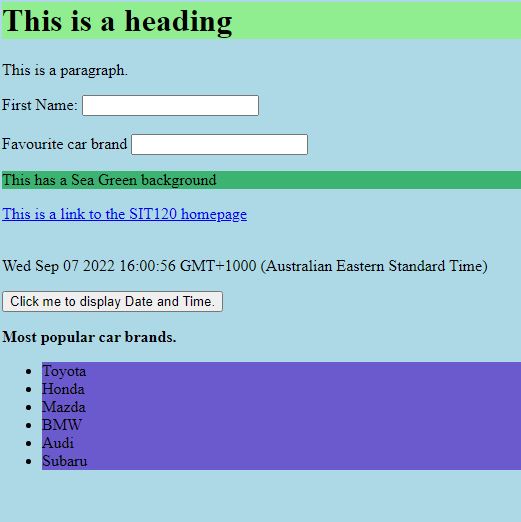 This is a heading
This is a paragraph.
First Name:
Favourite car brand
This has a Sea Green background
This is a link to the SIT120 homepage
Wed Sep 07 2022 16:00:56 GMT+1000 (Australian Eastern Standard Time)
Click me to display Date and Time.
Most popular car brands.
Toyota
Honda
Mazda
BMW
Audi
Subaru